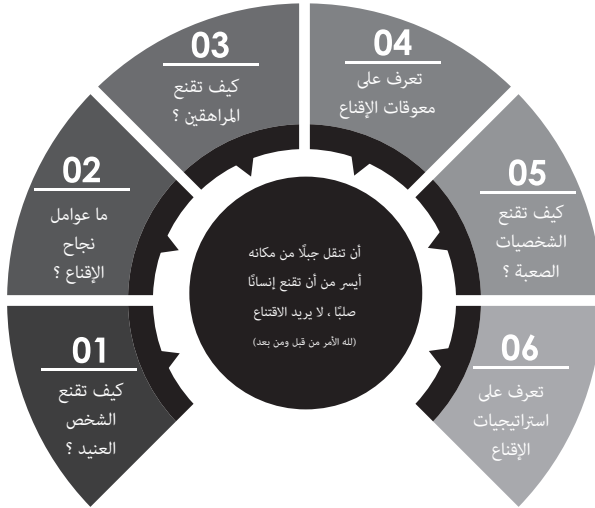 01
كيف تقنع
الشخص
العنيد ؟
02
ما عوامل
نجاح
الإقناع ؟
03
كيف تقنع
المراهقين ؟
04
تعرف على
معوقات الإقناع
05
كيف تقنع
الشخصيات
الصعبة ؟
06
تعرف على
استراتيجيات
الإقناع
أن تنقل جبلًا من مكانه
أيسر من أن تقنع إنسانًا
صلبًا ، لا يريد الاقتناع
(لله الأمر من قبل ومن بعد)